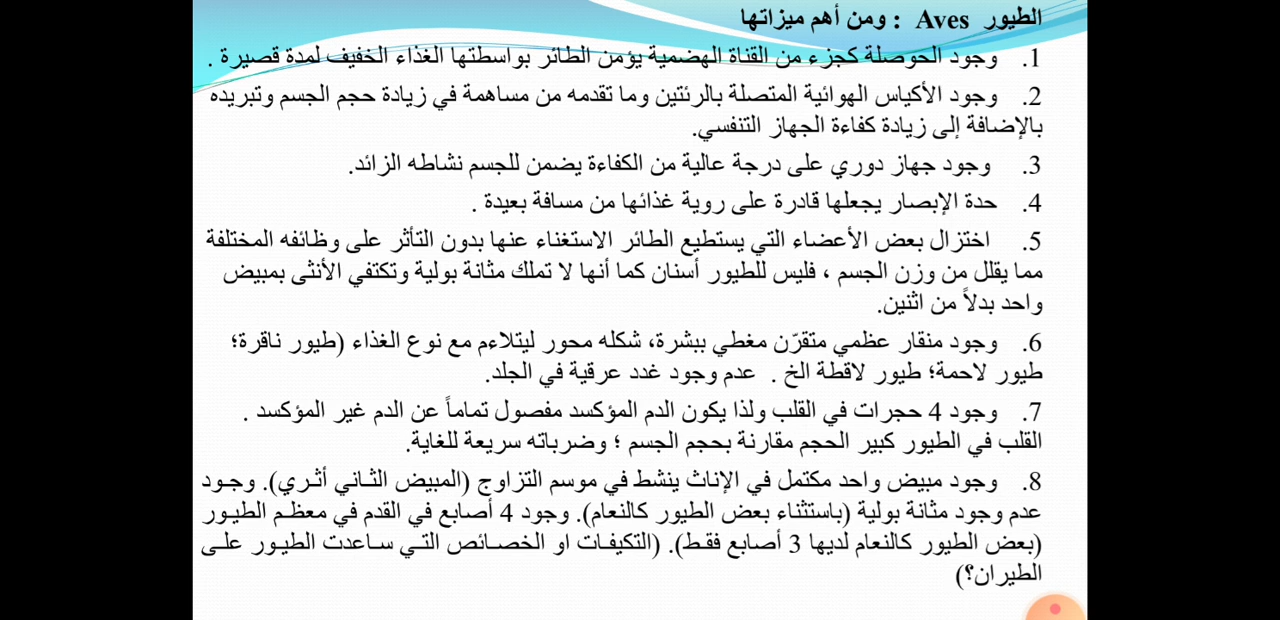 الطيور Aves : ومن أهم ميزاتها
1. وجود الحوصلة كجزء من القناة الهضمية يؤمن الطائر بواسطتها الغذاء الخفيف لمدة قصيرة .
2. وجود الأكياس الهوائية المتصلة بالرئتين وما تقدمه من مساهمة في زيادة حجم الجسم وتبريده
بالإضافة إلى زيادة كفاءة الجهاز التنفسي.
3. وجود جهاز دوري على درجة عالية من الكفاءة يضمن للجسم نشاطه الزائد.
4. حدة الإبصار يجعلها قادرة على روية غذائها من مسافة بعيدة .
5. اختزال بعض الأعضاء التي يستطيع الطائر الاستغناء عنها بدون التأثر على وظائفه المختلفة
مما يقلل من وزن الجسم ، فليس للطيور أسنان كما أنها لا تملك مثانة بولية وتكتفي الأنثى بمبيض
واحد بدلاً من اثنين.
6. وجود منقار عظمي متقرّن مغطي ببشرة، شكله محور ليتلاءم مع نوع الغذاء (طيور ناقرة؛
طيور لاحمة؛ طيور لاقطة الخ . عدم وجود غدد عرقية في الجلد.
7. وجود 4 حجرات في القلب ولذا يكون الدم المؤكسد مفصول تماماً عن الدم غير المؤكسد .
القلب في الطيور كبير الحجم مقارنة بحجم الجسم ؛ وضرباته سريعة للغاية.
8. وجود مبيض واحد مكتمل في الإناث ينشط في موسم التزاوج (المبيض الثاني أثري). وجود
عدم وجود مثانة بولية (باستثناء بعض الطيور كالنعام). وجود 4 أصابع في القدم في معظم الطيور
(بعض الطيور كالنعام لديها 3 أصابع فقط). (التكيفات او الخصائص التي ساعدت الطيور على
الطيران؟)